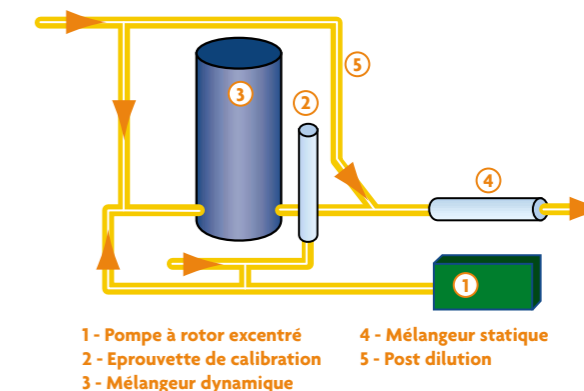 5
3
2
4
1
1 - Pompe à rotor excentré
2 - Eprouvette de calibration
3 - Mélangeur dynamique
4 - Mélangeur statique
5 - Post dilution